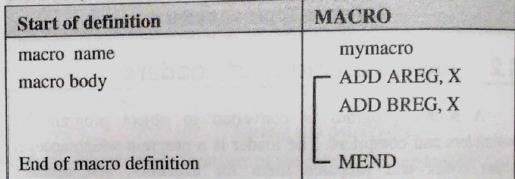 Start of definition MACRO
macro name mymacro
macro body ADD AREG, X
ADD BREG, X
End of macro definition MEND